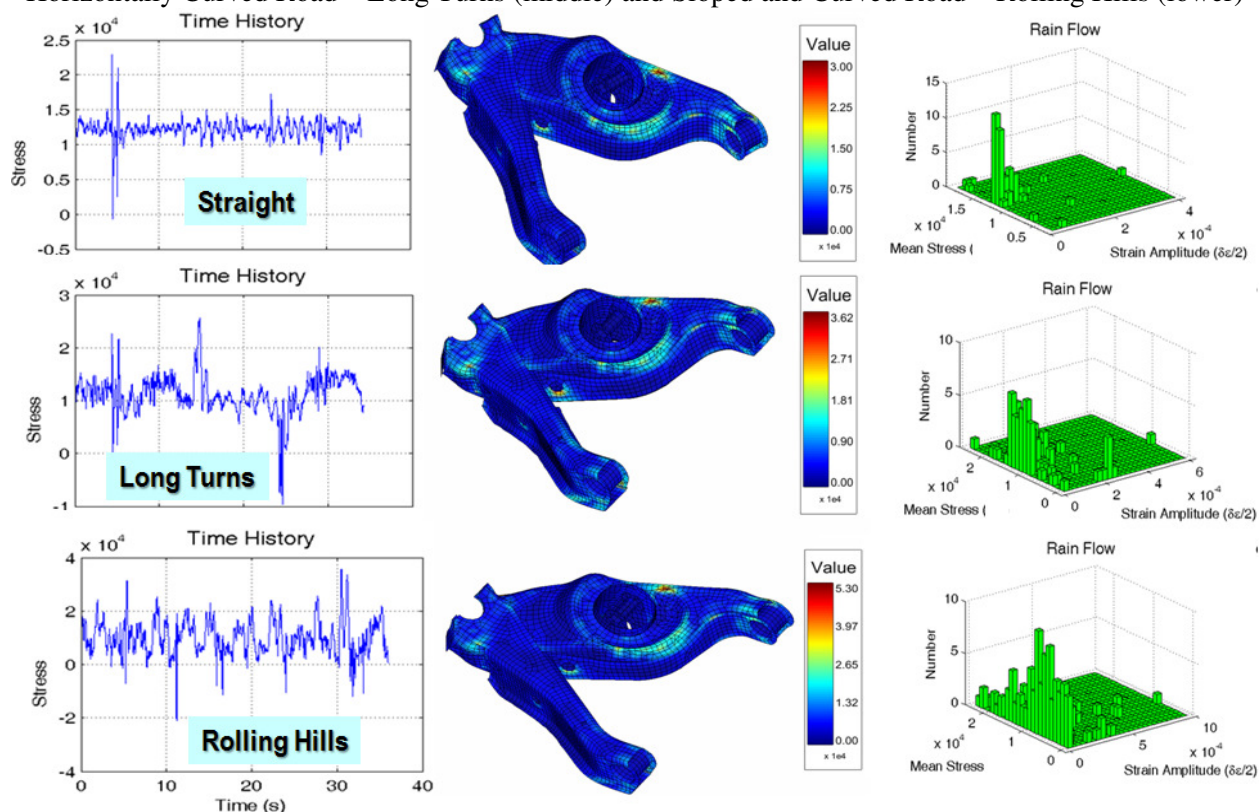 Horizontally Curved Road – Long Turns (middle) and Sloped and Curved Road – Rolling Hills (lower)
Time History
x 10^4
2.5
2
1.5
1
0.5
0
-0.5
Stress
Straight
Value
3.00
2.25
1.50
0.75
0.00
x 1e4
Rain Flow
15
10
5
0
Number
1.5
1
0.5
x 10^4
Mean Stress (
0
2
4
x 10^-4
Strain Amplitude (δε/2)
Time History
x 10^4
3
2
1
0
-1
0
10
20
30
40
Stress
Long Turns
Value
3.62
2.71
1.81
0.90
0.00
x 1e4
Rain Flow
10
5
0
Number
2
1
0
x 10^4
Mean Stress (
0
2
4
6
x 10^-4
Strain Amplitude (δε/2)
Time History
x 10^4
4
2
0
-2
-4
0
10
20
30
40
Stress
Time (s)
Rolling Hills
Value
5.30
3.97
2.65
1.32
0.00
x 1e4
Rain Flow
10
5
0
Number
2
1
0
x 10^4
Mean Stress
0
5
10
x 10^-4
Strain Amplitude (δε/2)